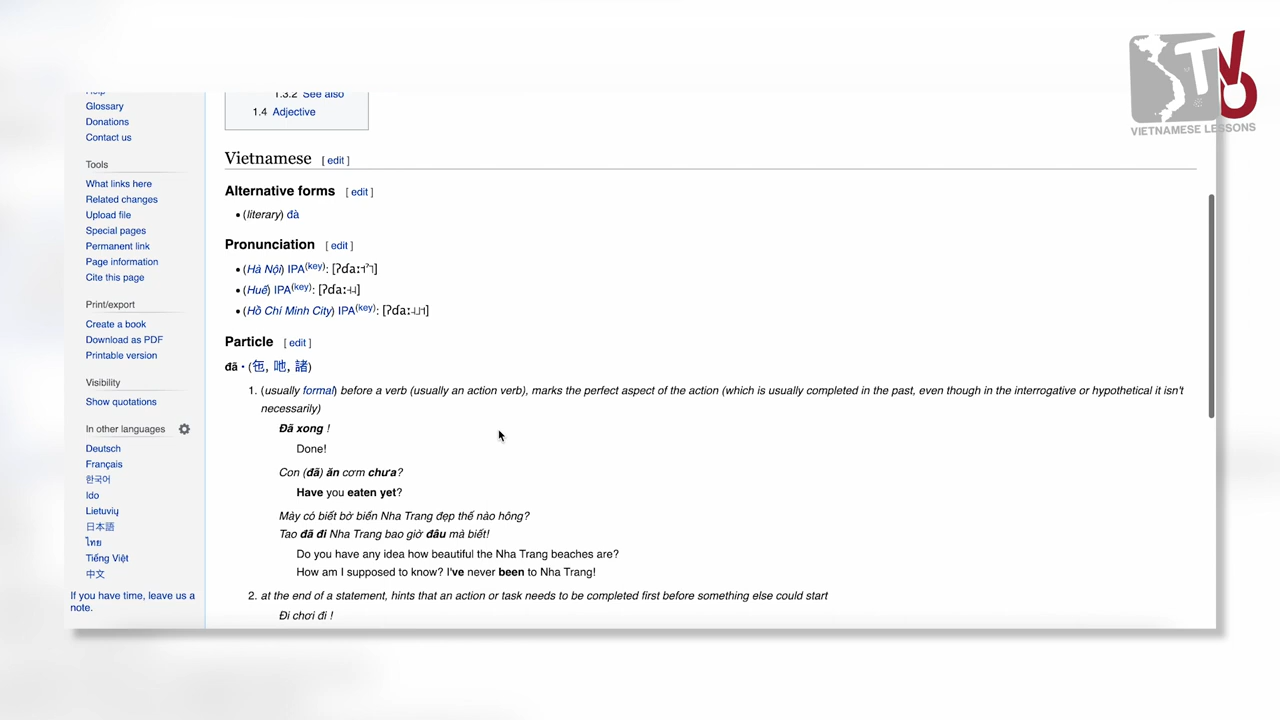 Help
Glossary
Donations
Contact us
Tools
What links here
Related changes
Upload file
Special pages
Permanent link
Page information
Cite this page
Print/export
Create a book
Download as PDF
Printable version
Visibility
Show quotations
In other languages
Deutsch
Français
한국어
Ido
Lietuvių
日本語
ไทย
Tiếng Việt
中文
If you have time, leave us a
note.
1.3.2 See also
1.4 Adjective
Vietnamese [ edit ]
Alternative forms [ edit ]
• (literary) đà
Pronunciation [ edit ]
• (Hà Nội) IPA(key): [ʔɗaː˧ˀ˥]
• (Huế) IPA(key): [ʔɗaː˧˨]
• (Hồ Chí Minh City) IPA(key): [ʔɗaː˨˩˦]
Particle [ edit ]
đã • (㐌, 吔, 諸)
1. (usually formal) before a verb (usually an action verb), marks the perfect aspect of the action (which is usually completed in the past, even though in the interrogative or hypothetical it isn't
necessarily)
Đã xong !
Done!
Con (đã) ăn cơm chưa?
Have you eaten yet?
Mày có biết bờ biển Nha Trang đẹp thế nào hông?
Tao đã đi Nha Trang bao giờ đâu mà biết!
Do you have any idea how beautiful the Nha Trang beaches are?
How am I supposed to know? I've never been to Nha Trang!
2. at the end of a statement, hints that an action or task needs to be completed first before something else could start
Đi chơi đi !
TVO
VIETNAMESE LESSONS